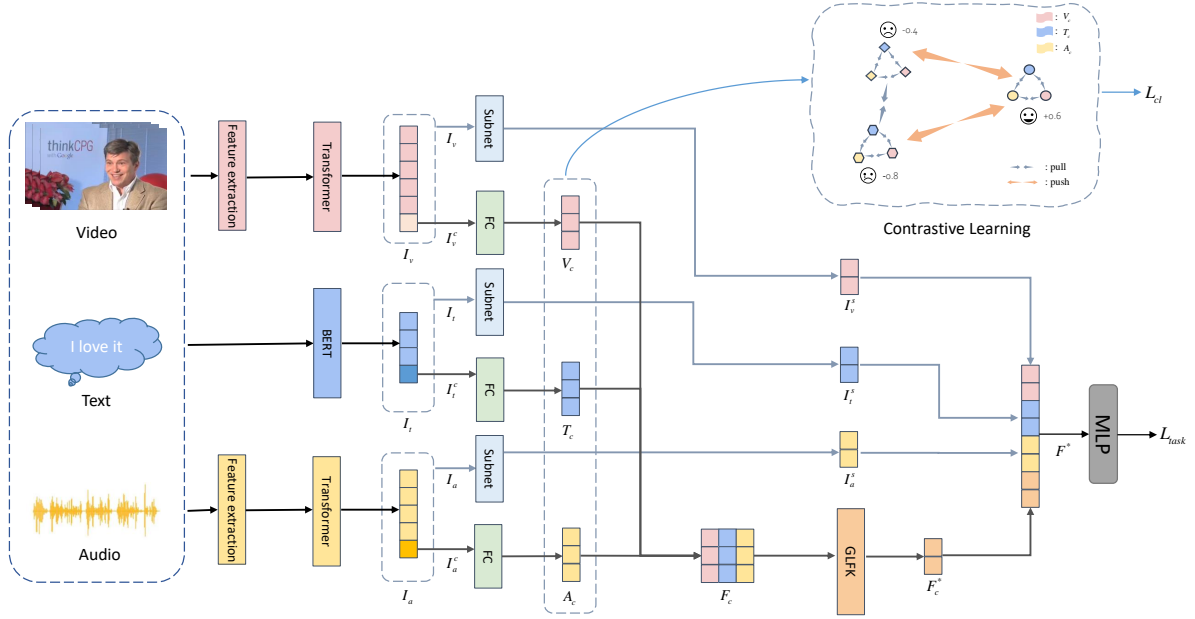 thinkCPG
with Google
Video
I love it
Text
Audio
Feature extraction
Transformer
BERT
Feature extraction
Transformer
I_v
I_v
I_v^c
Subnet
FC
V_c
I_t
I_t
I_t^c
Subnet
FC
T_c
I_a
I_a
I_a^c
Subnet
FC
A_c
-0.4
+0.6
-0.8
: V_c
: T_c
: A_c
: pull
: push
Contrastive Learning
L_cl
I_v^s
I_t^s
I_a^s
F_c
GLFK
F_c^*
F^*
MLP
L_task